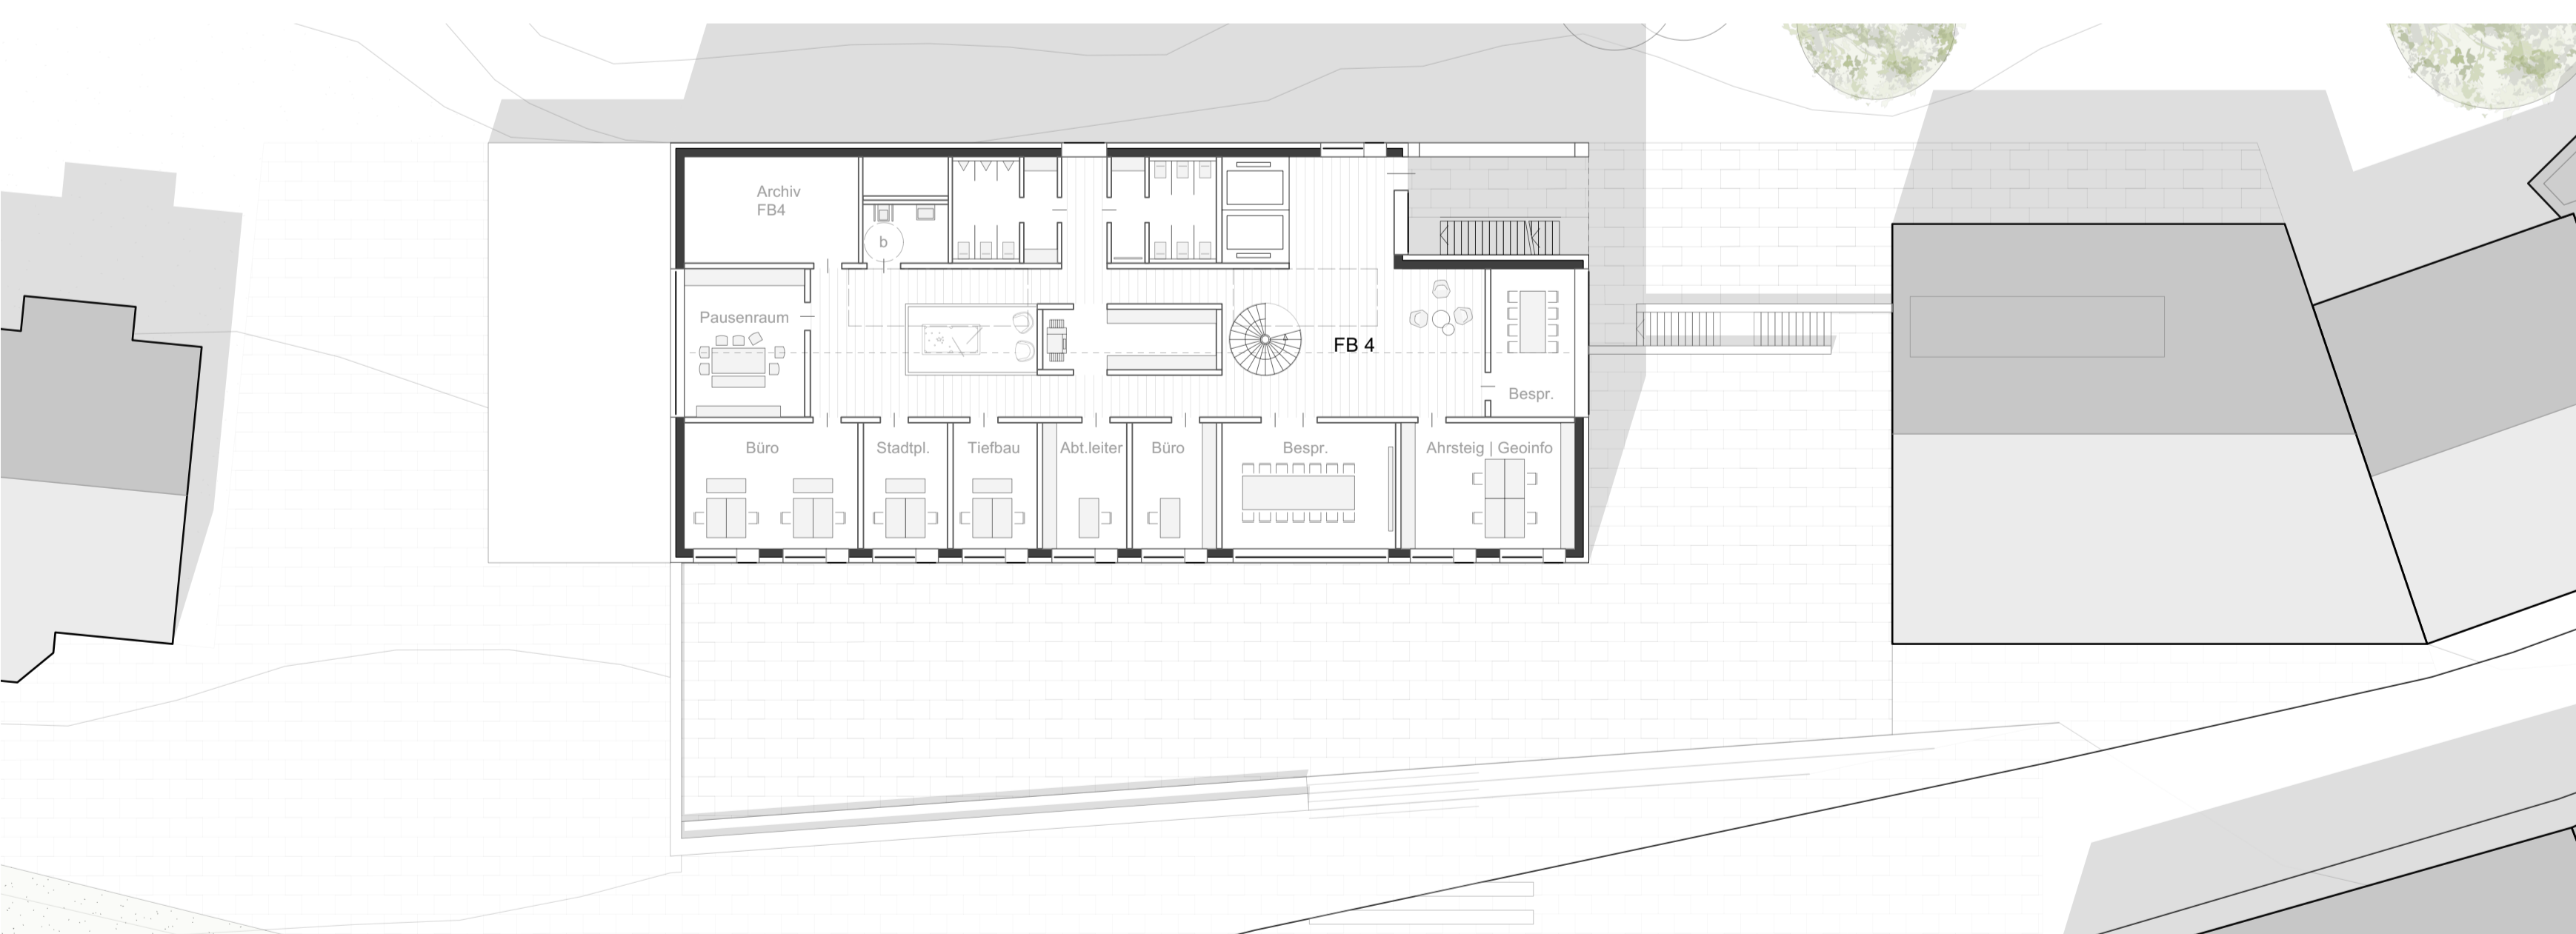 Archiv
FB4
b
Pausenraum
FB 4
Bespr.
Büro
Stadtpl.
Tiefbau
Abt.leiter
Büro
Bespr.
Ahrsteig | Geoinfo